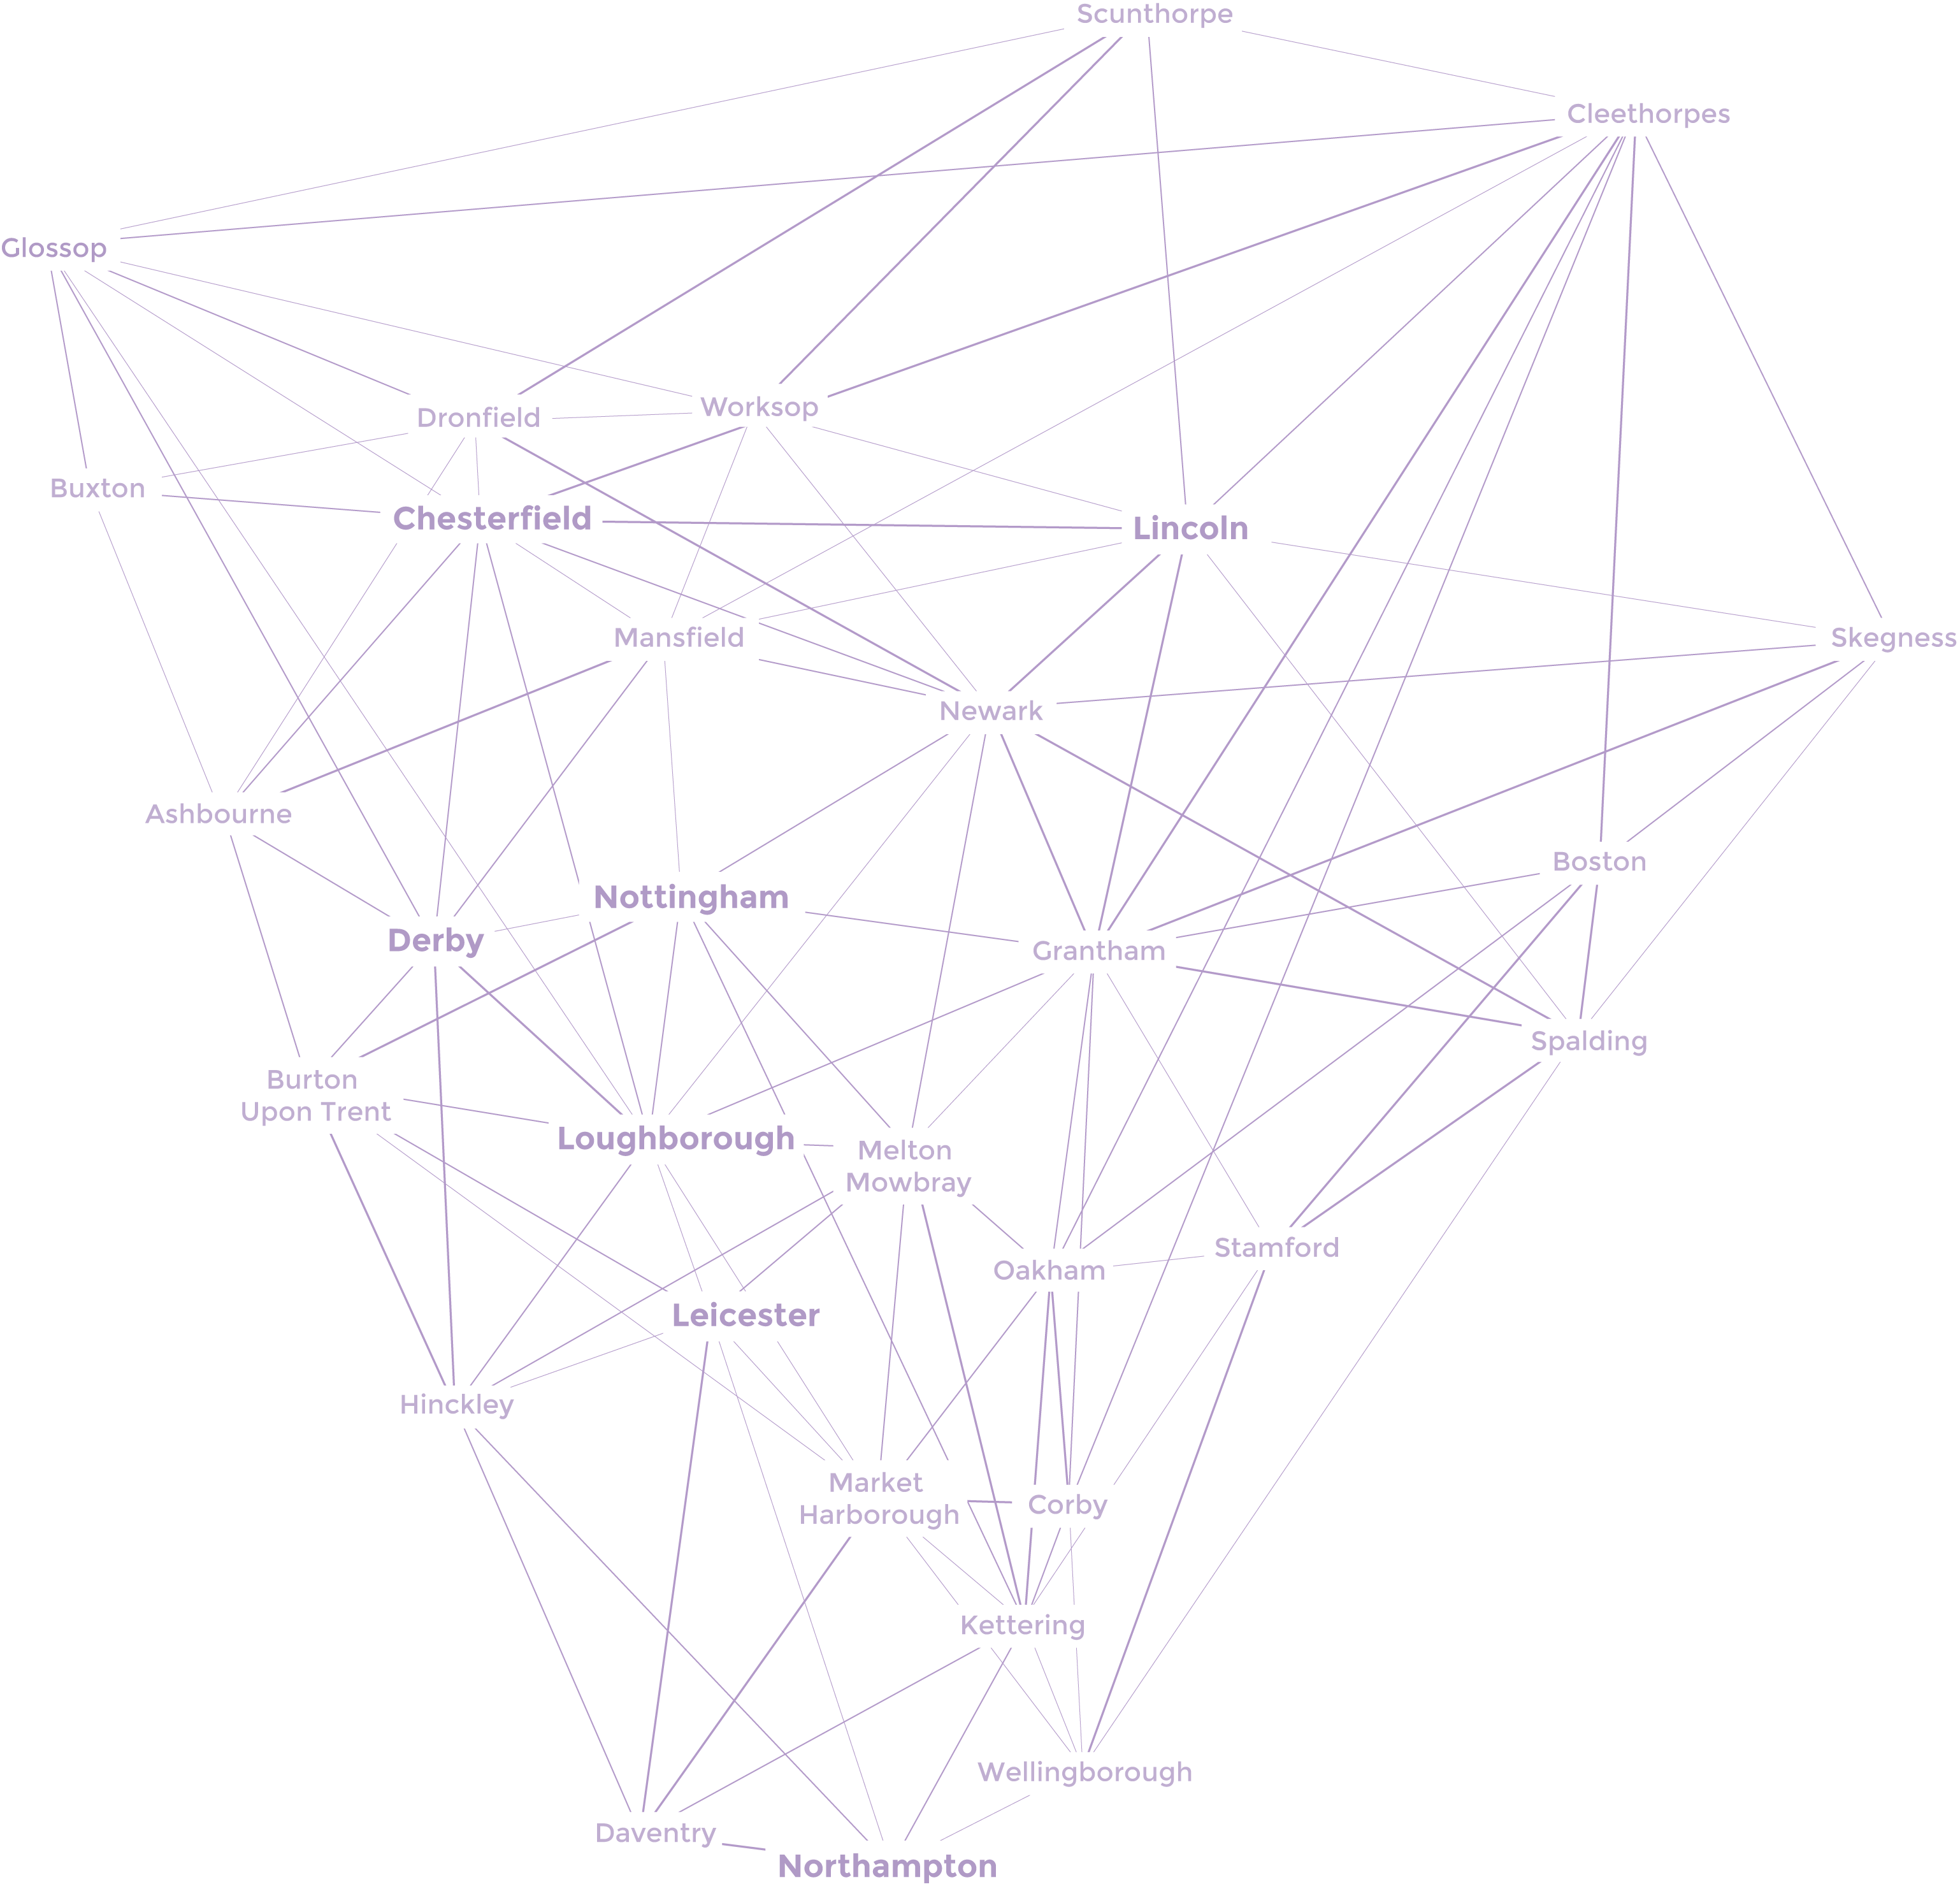 Scunthorpe
Cleethorpes
Glossop
Worksop
Dronfield
Buxton
Chesterfield
Lincoln
Mansfield
Skegness
Newark
Ashbourne
Boston
Nottingham
Derby
Grantham
Spalding
Burton
Upon Trent
Loughborough
Melton
Mowbray
Stamford
Oakham
Leicester
Hinckley
Market
Harborough
Corby
Kettering
Wellingborough
Daventry
Northampton